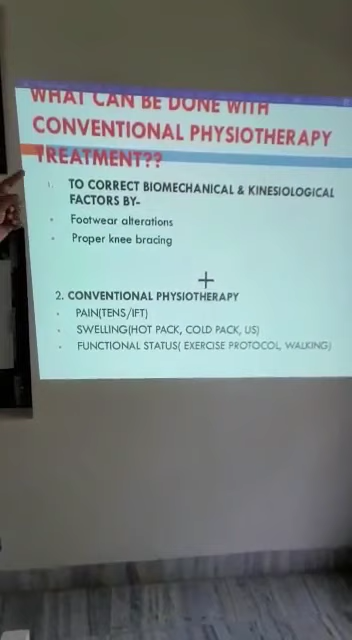 WHAT CAN BE DONE WITH
CONVENTIONAL PHYSIOTHERAPY
TREATMENT??
1. TO CORRECT BIOMECHANICAL & KINESIOLOGICAL
FACTORS BY-
• Footwear alterations
• Proper knee bracing
+
2. CONVENTIONAL PHYSIOTHERAPY
• PAIN(TENS/IFT)
• SWELLING(HOT PACK, COLD PACK, US)
• FUNCTIONAL STATUS( EXERCISE PROTOCOL, WALKING)